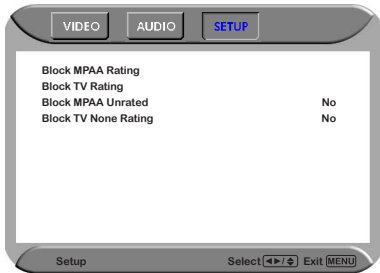 VIDEO AUDIO SETUP
Block MPAA Rating
Block TV Rating
Block MPAA Unrated No
Block TV None Rating No
Setup Select ◄►/⬍ Exit MENU